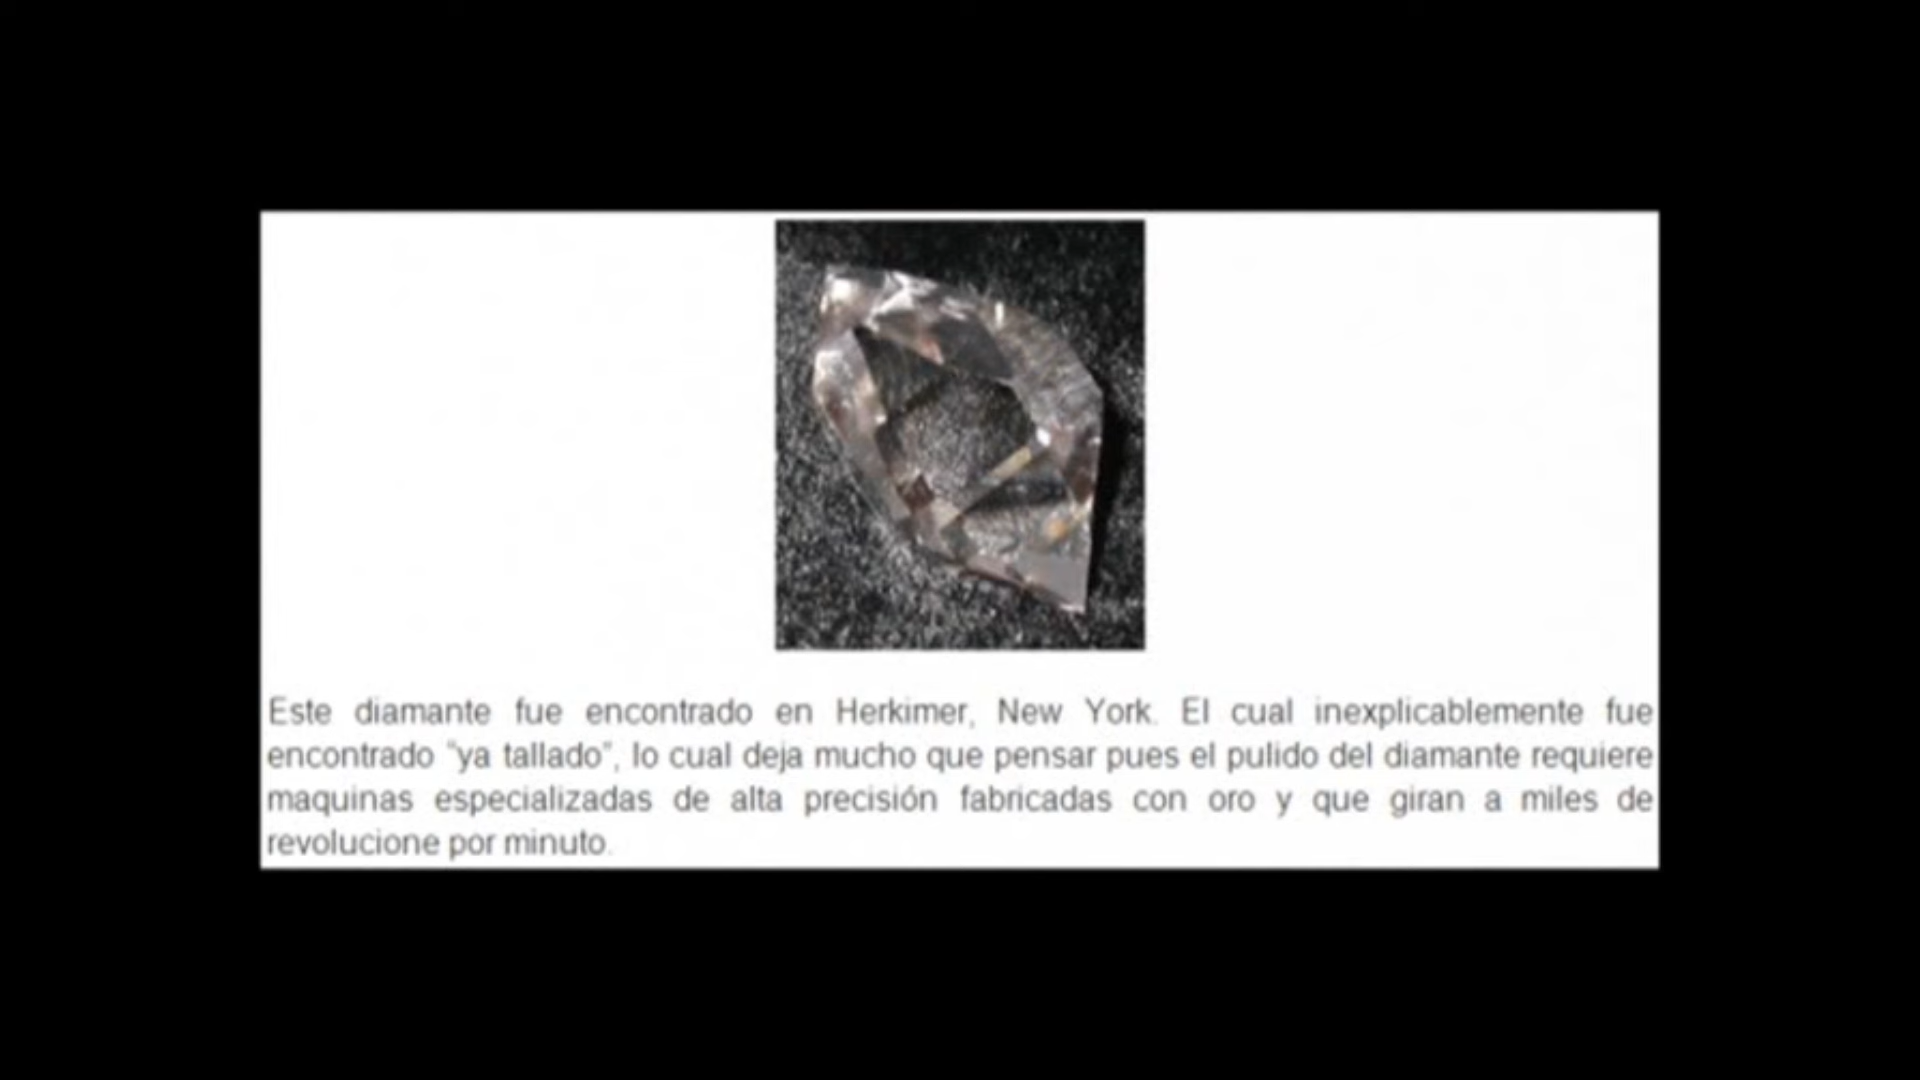 Este diamante fue encontrado en Herkimer, New York. El cual inexplicablemente fue
encontrado "ya tallado", lo cual deja mucho que pensar pues el pulido del diamante requiere
maquinas especializadas de alta precisión fabricadas con oro y que giran a miles de
revolucione por minuto.